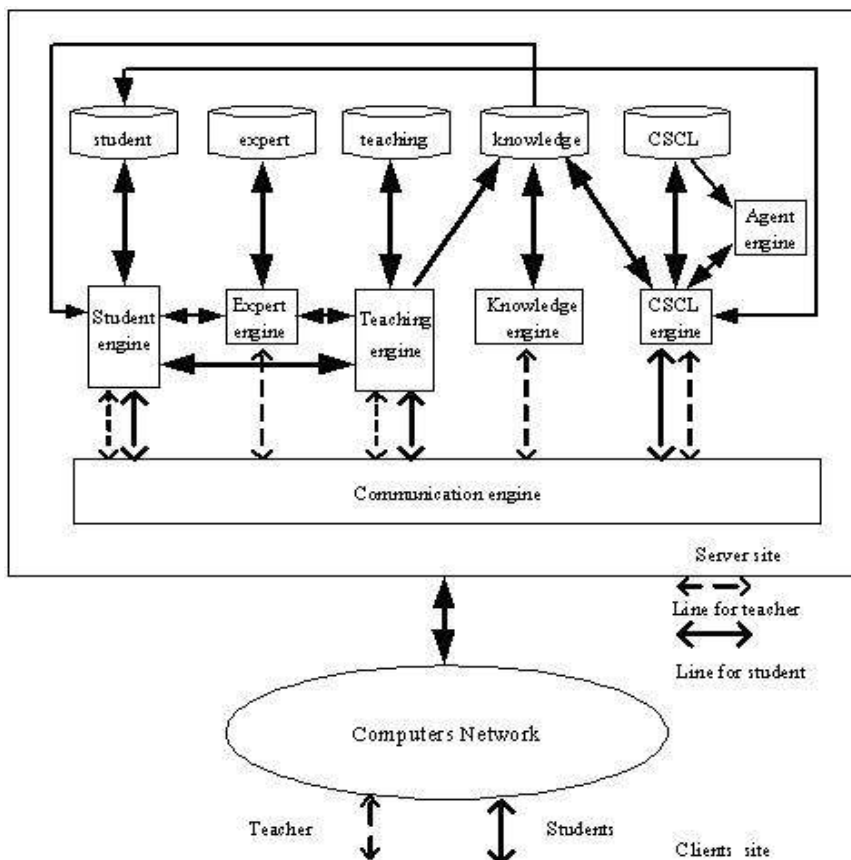 student
expert
teaching
knowledge
CSCL
Agent
engine
Student
engine
Expert
engine
Teaching
engine
Knowledge
engine
CSCL
engine
Communication engine
Server site
Line for teacher
Line for student
Computers Network
Teacher
Students
Clients site